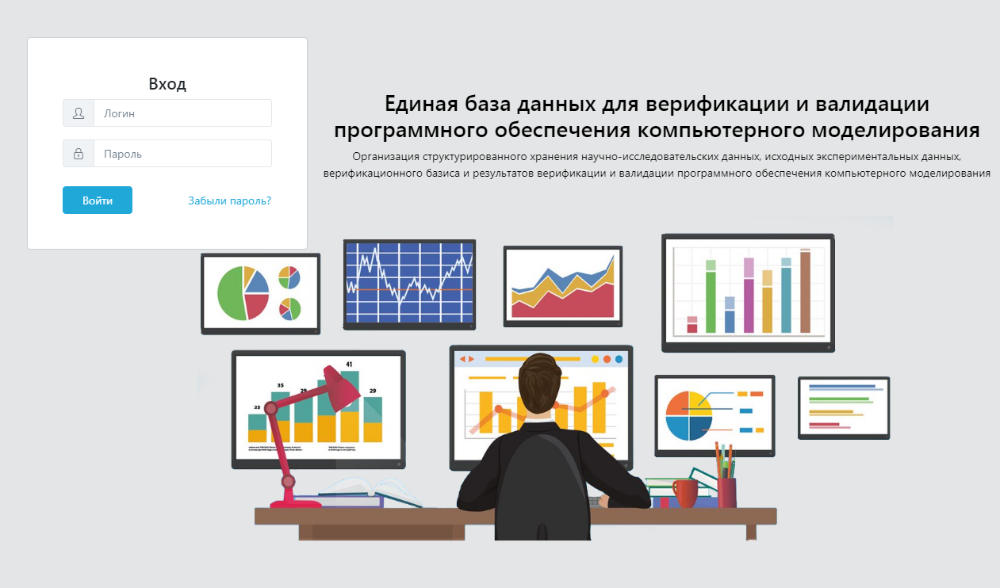 Вход
Логин
Пароль
Войти
Забыли пароль?
Единая база данных для верификации и валидации
программного обеспечения компьютерного моделирования
Организация структурированного хранения научно-исследовательских данных, исходных экспериментальных данных,
верификационного базиса и результатов верификации и валидации программного обеспечения компьютерного моделирования
23
35
29
41
29